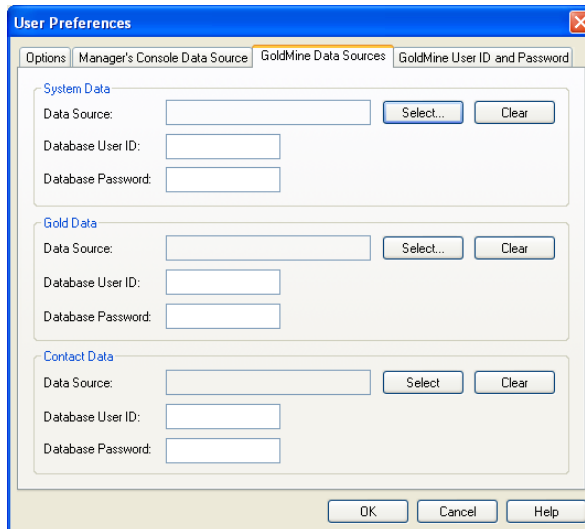 User Preferences
Options Manager's Console Data Source GoldMine Data Sources GoldMine User ID and Password
System Data
Data Source: Select... Clear
Database User ID:
Database Password:
Gold Data
Data Source: Select... Clear
Database User ID:
Database Password:
Contact Data
Data Source: Select Clear
Database User ID:
Database Password:
OK Cancel Help